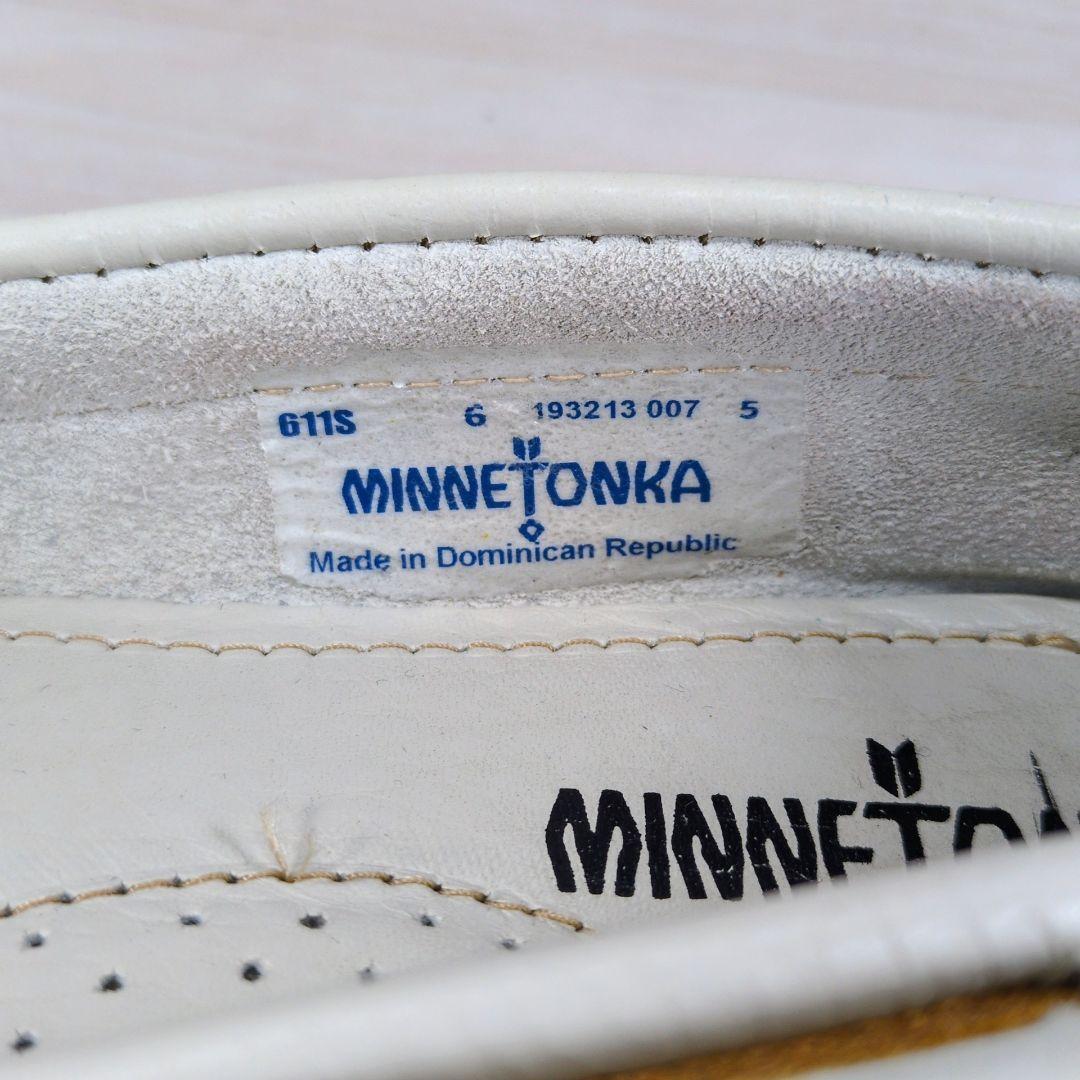 611S 6 193213 007 5
MINNETONKA
Made in Dominican Republic
MINNETON